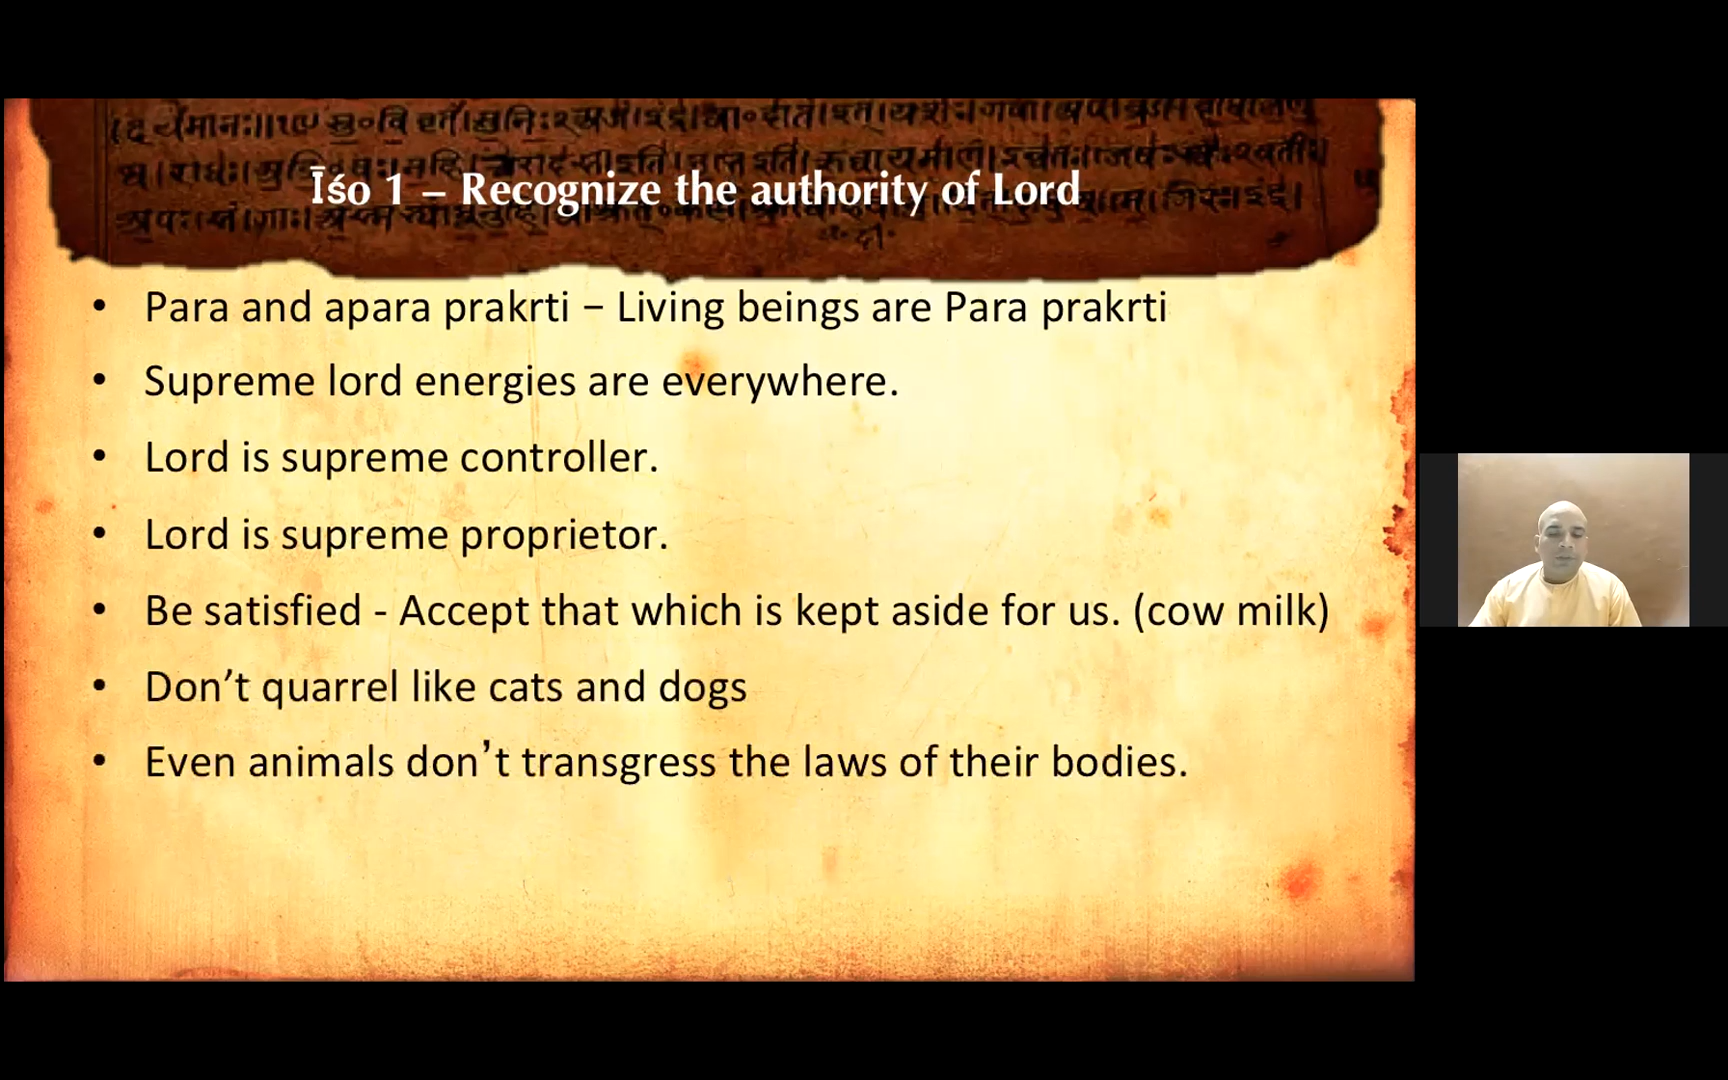 Īśo 1 – Recognize the authority of Lord
• Para and apara prakrti – Living beings are Para prakrti
• Supreme lord energies are everywhere.
• Lord is supreme controller.
• Lord is supreme proprietor.
• Be satisfied - Accept that which is kept aside for us. (cow milk)
• Don’t quarrel like cats and dogs
• Even animals don’t transgress the laws of their bodies.